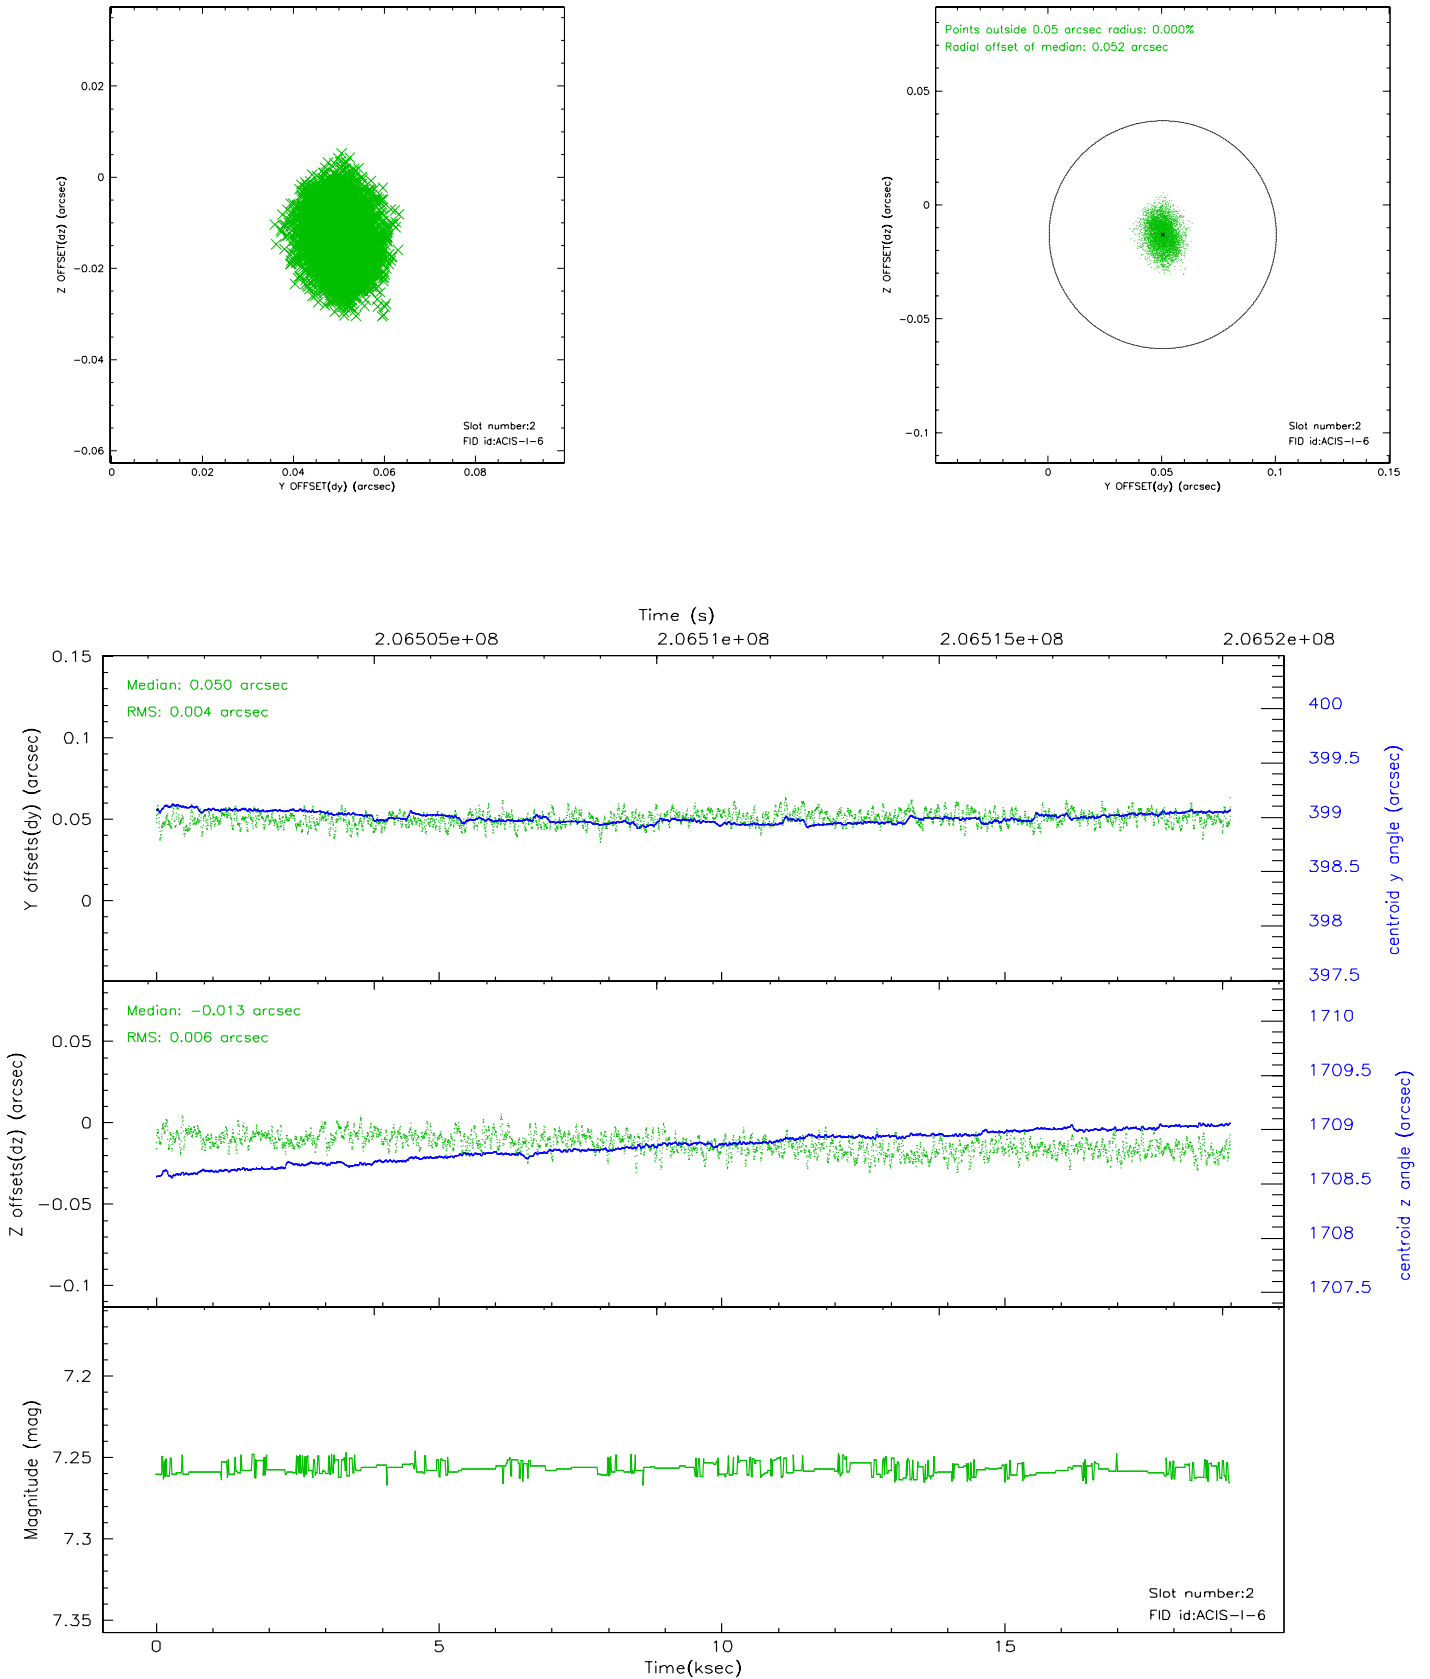 0.02
0
−0.02
−0.04
−0.06
Z OFFSET(dz) (arcsec)
Slot number:2
FID id:ACIS−I−6
0 0.02 0.04 0.06 0.08
Y OFFSET(dy) (arcsec)
Points outside 0.05 arcsec radius: 0.000%
Radial offset of median: 0.052 arcsec
0.05
0
−0.05
−0.1
Z OFFSET(dz) (arcsec)
Slot number:2
FID id:ACIS−I−6
0 0.05 0.1 0.15
Y OFFSET(dy) (arcsec)
Time (s)
2.06505e+08 2.0651e+08 2.06515e+08 2.0652e+08
0.15
0.1
0.05
0
Y offsets(dy) (arcsec)
Median: 0.050 arcsec
RMS: 0.004 arcsec
400
399.5
399
398.5
398
397.5
centroid y angle (arcsec)
0.05
0
−0.05
−0.1
Z offsets(dz) (arcsec)
Median: −0.013 arcsec
RMS: 0.006 arcsec
1710
1709.5
1709
1708.5
1708
1707.5
centroid z angle (arcsec)
7.2
7.25
7.3
7.35
Magnitude (mag)
Slot number:2
FID id:ACIS−I−6
0 5 10 15
Time(ksec)